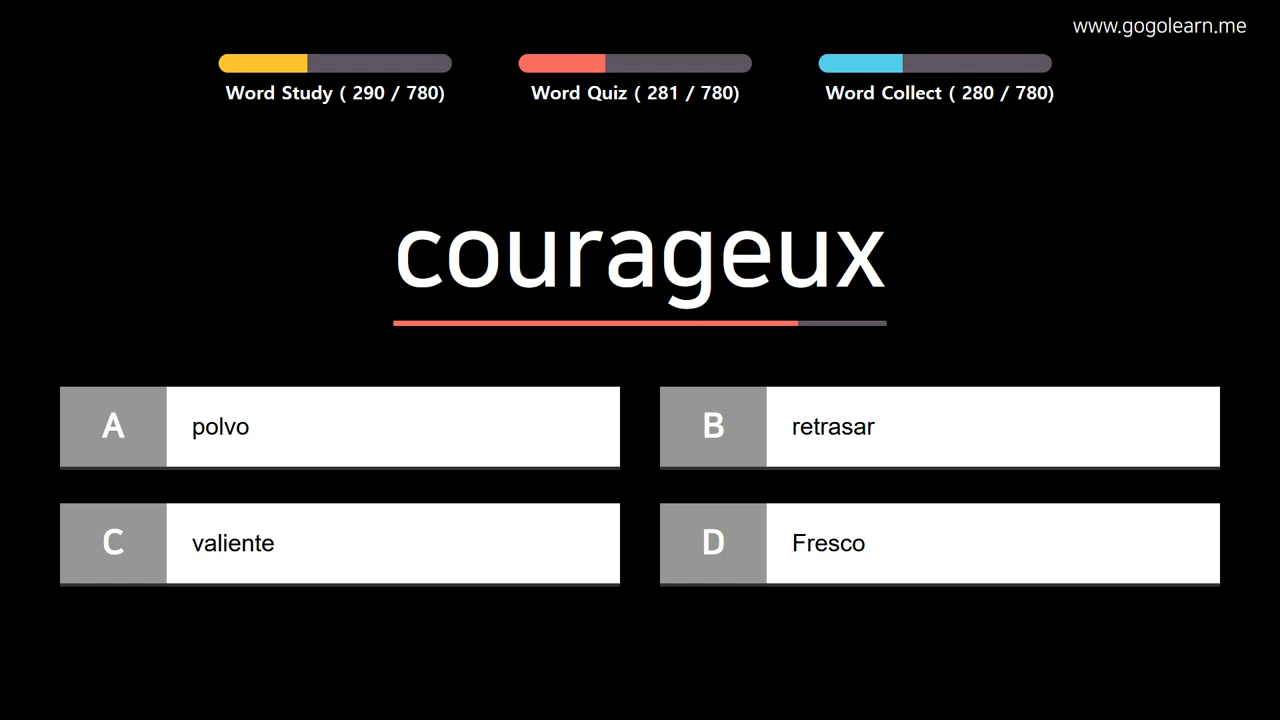 www.gogolearn.me
Word Study ( 290 / 780)
Word Quiz ( 281 / 780)
Word Collect ( 280 / 780)
courageux
A polvo
B retrasar
C valiente
D Fresco